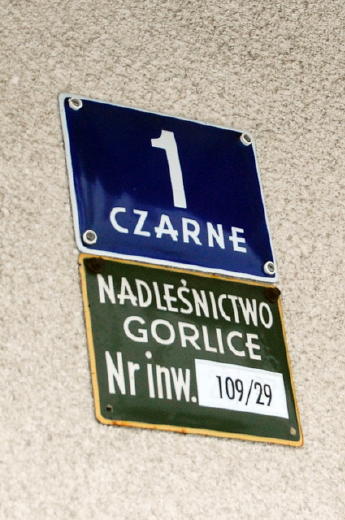 1
CZARNE
NADLEŚNICTWO
GORLICE
Nr inw. 109/29